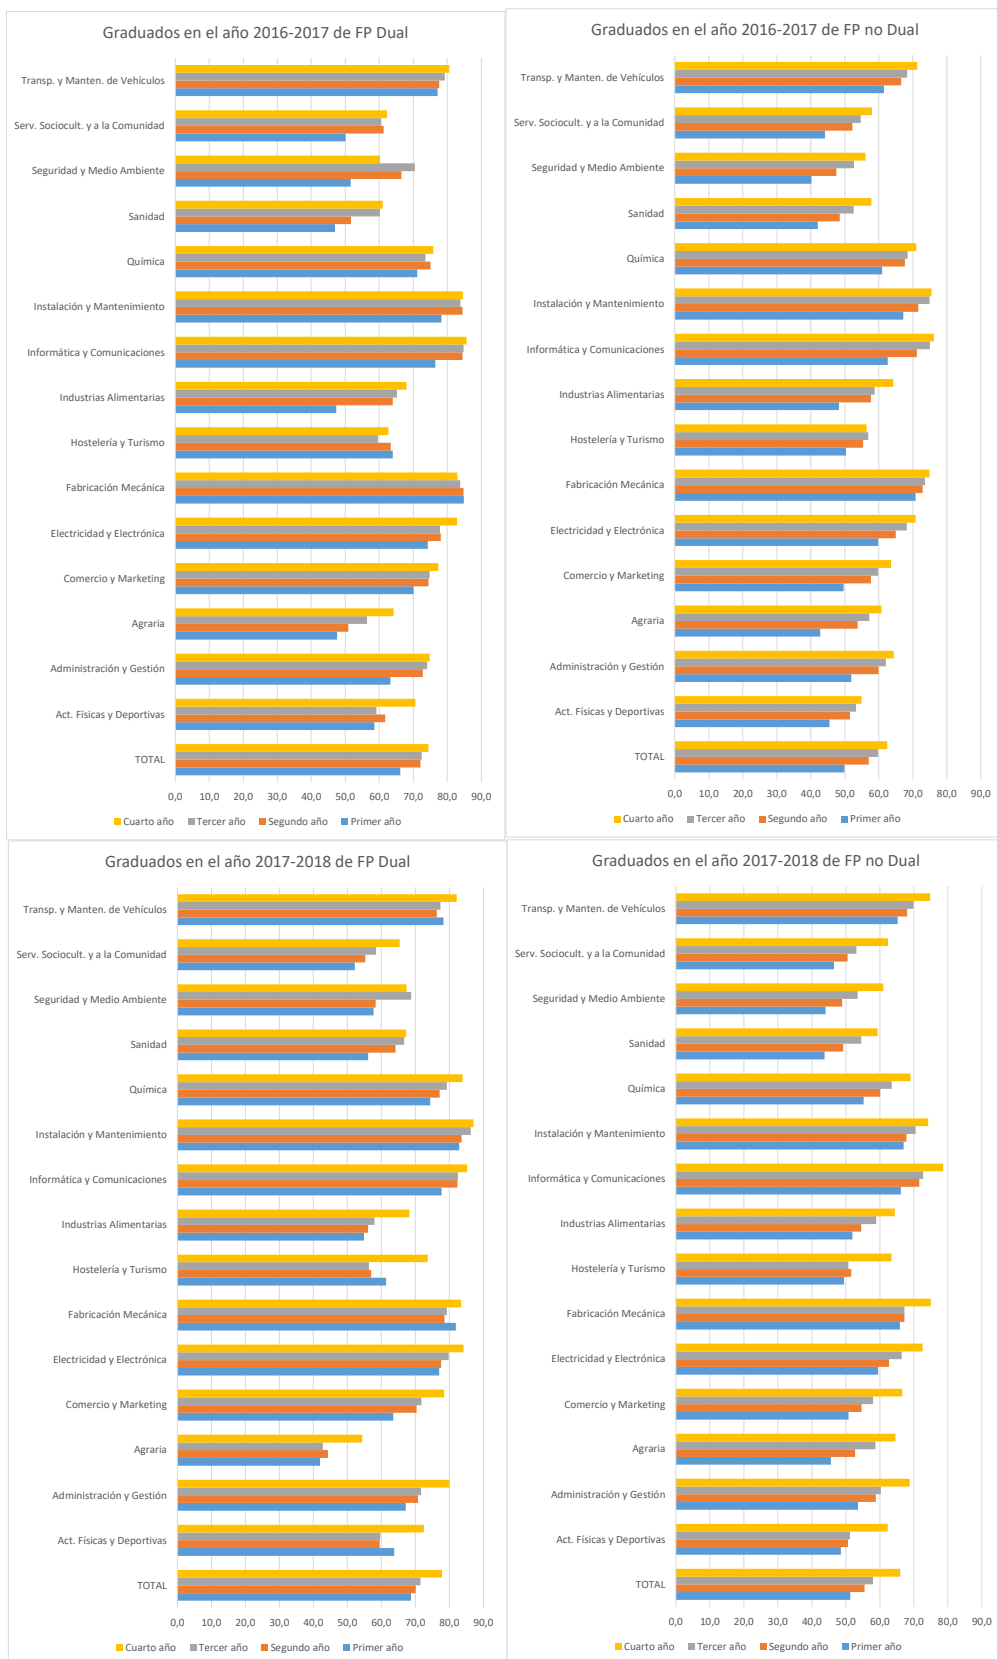 Graduados en el año 2016-2017 de FP Dual
Transp. y Manten. de Vehículos
Serv. Sociocult. y a la Comunidad
Seguridad y Medio Ambiente
Sanidad
Química
Instalación y Mantenimiento
Informática y Comunicaciones
Industrias Alimentarias
Hostelería y Turismo
Fabricación Mecánica
Electricidad y Electrónica
Comercio y Marketing
Agraria
Administración y Gestión
Act. Físicas y Deportivas
TOTAL
0,0 10,0 20,0 30,0 40,0 50,0 60,0 70,0 80,0 90,0
Cuarto año Tercer año Segundo año Primer año
Graduados en el año 2016-2017 de FP no Dual
Transp. y Manten. de Vehículos
Serv. Sociocult. y a la Comunidad
Seguridad y Medio Ambiente
Sanidad
Química
Instalación y Mantenimiento
Informática y Comunicaciones
Industrias Alimentarias
Hostelería y Turismo
Fabricación Mecánica
Electricidad y Electrónica
Comercio y Marketing
Agraria
Administración y Gestión
Act. Físicas y Deportivas
TOTAL
0,0 10,0 20,0 30,0 40,0 50,0 60,0 70,0 80,0 90,0
Cuarto año Tercer año Segundo año Primer año
Graduados en el año 2017-2018 de FP Dual
Transp. y Manten. de Vehículos
Serv. Sociocult. y a la Comunidad
Seguridad y Medio Ambiente
Sanidad
Química
Instalación y Mantenimiento
Informática y Comunicaciones
Industrias Alimentarias
Hostelería y Turismo
Fabricación Mecánica
Electricidad y Electrónica
Comercio y Marketing
Agraria
Administración y Gestión
Act. Físicas y Deportivas
TOTAL
0,0 10,0 20,0 30,0 40,0 50,0 60,0 70,0 80,0 90,0
Cuarto año Tercer año Segundo año Primer año
Graduados en el año 2017-2018 de FP no Dual
Transp. y Manten. de Vehículos
Serv. Sociocult. y a la Comunidad
Seguridad y Medio Ambiente
Sanidad
Química
Instalación y Mantenimiento
Informática y Comunicaciones
Industrias Alimentarias
Hostelería y Turismo
Fabricación Mecánica
Electricidad y Electrónica
Comercio y Marketing
Agraria
Administración y Gestión
Act. Físicas y Deportivas
TOTAL
0,0 10,0 20,0 30,0 40,0 50,0 60,0 70,0 80,0 90,0
Cuarto año Tercer año Segundo año Primer año